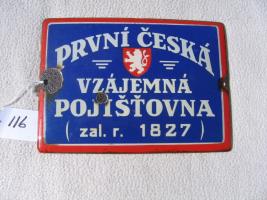 PRVNÍ ČESKÁ
VZÁJEMNÁ
POJIŠŤOVNA
( zal. r. 1827 )
116